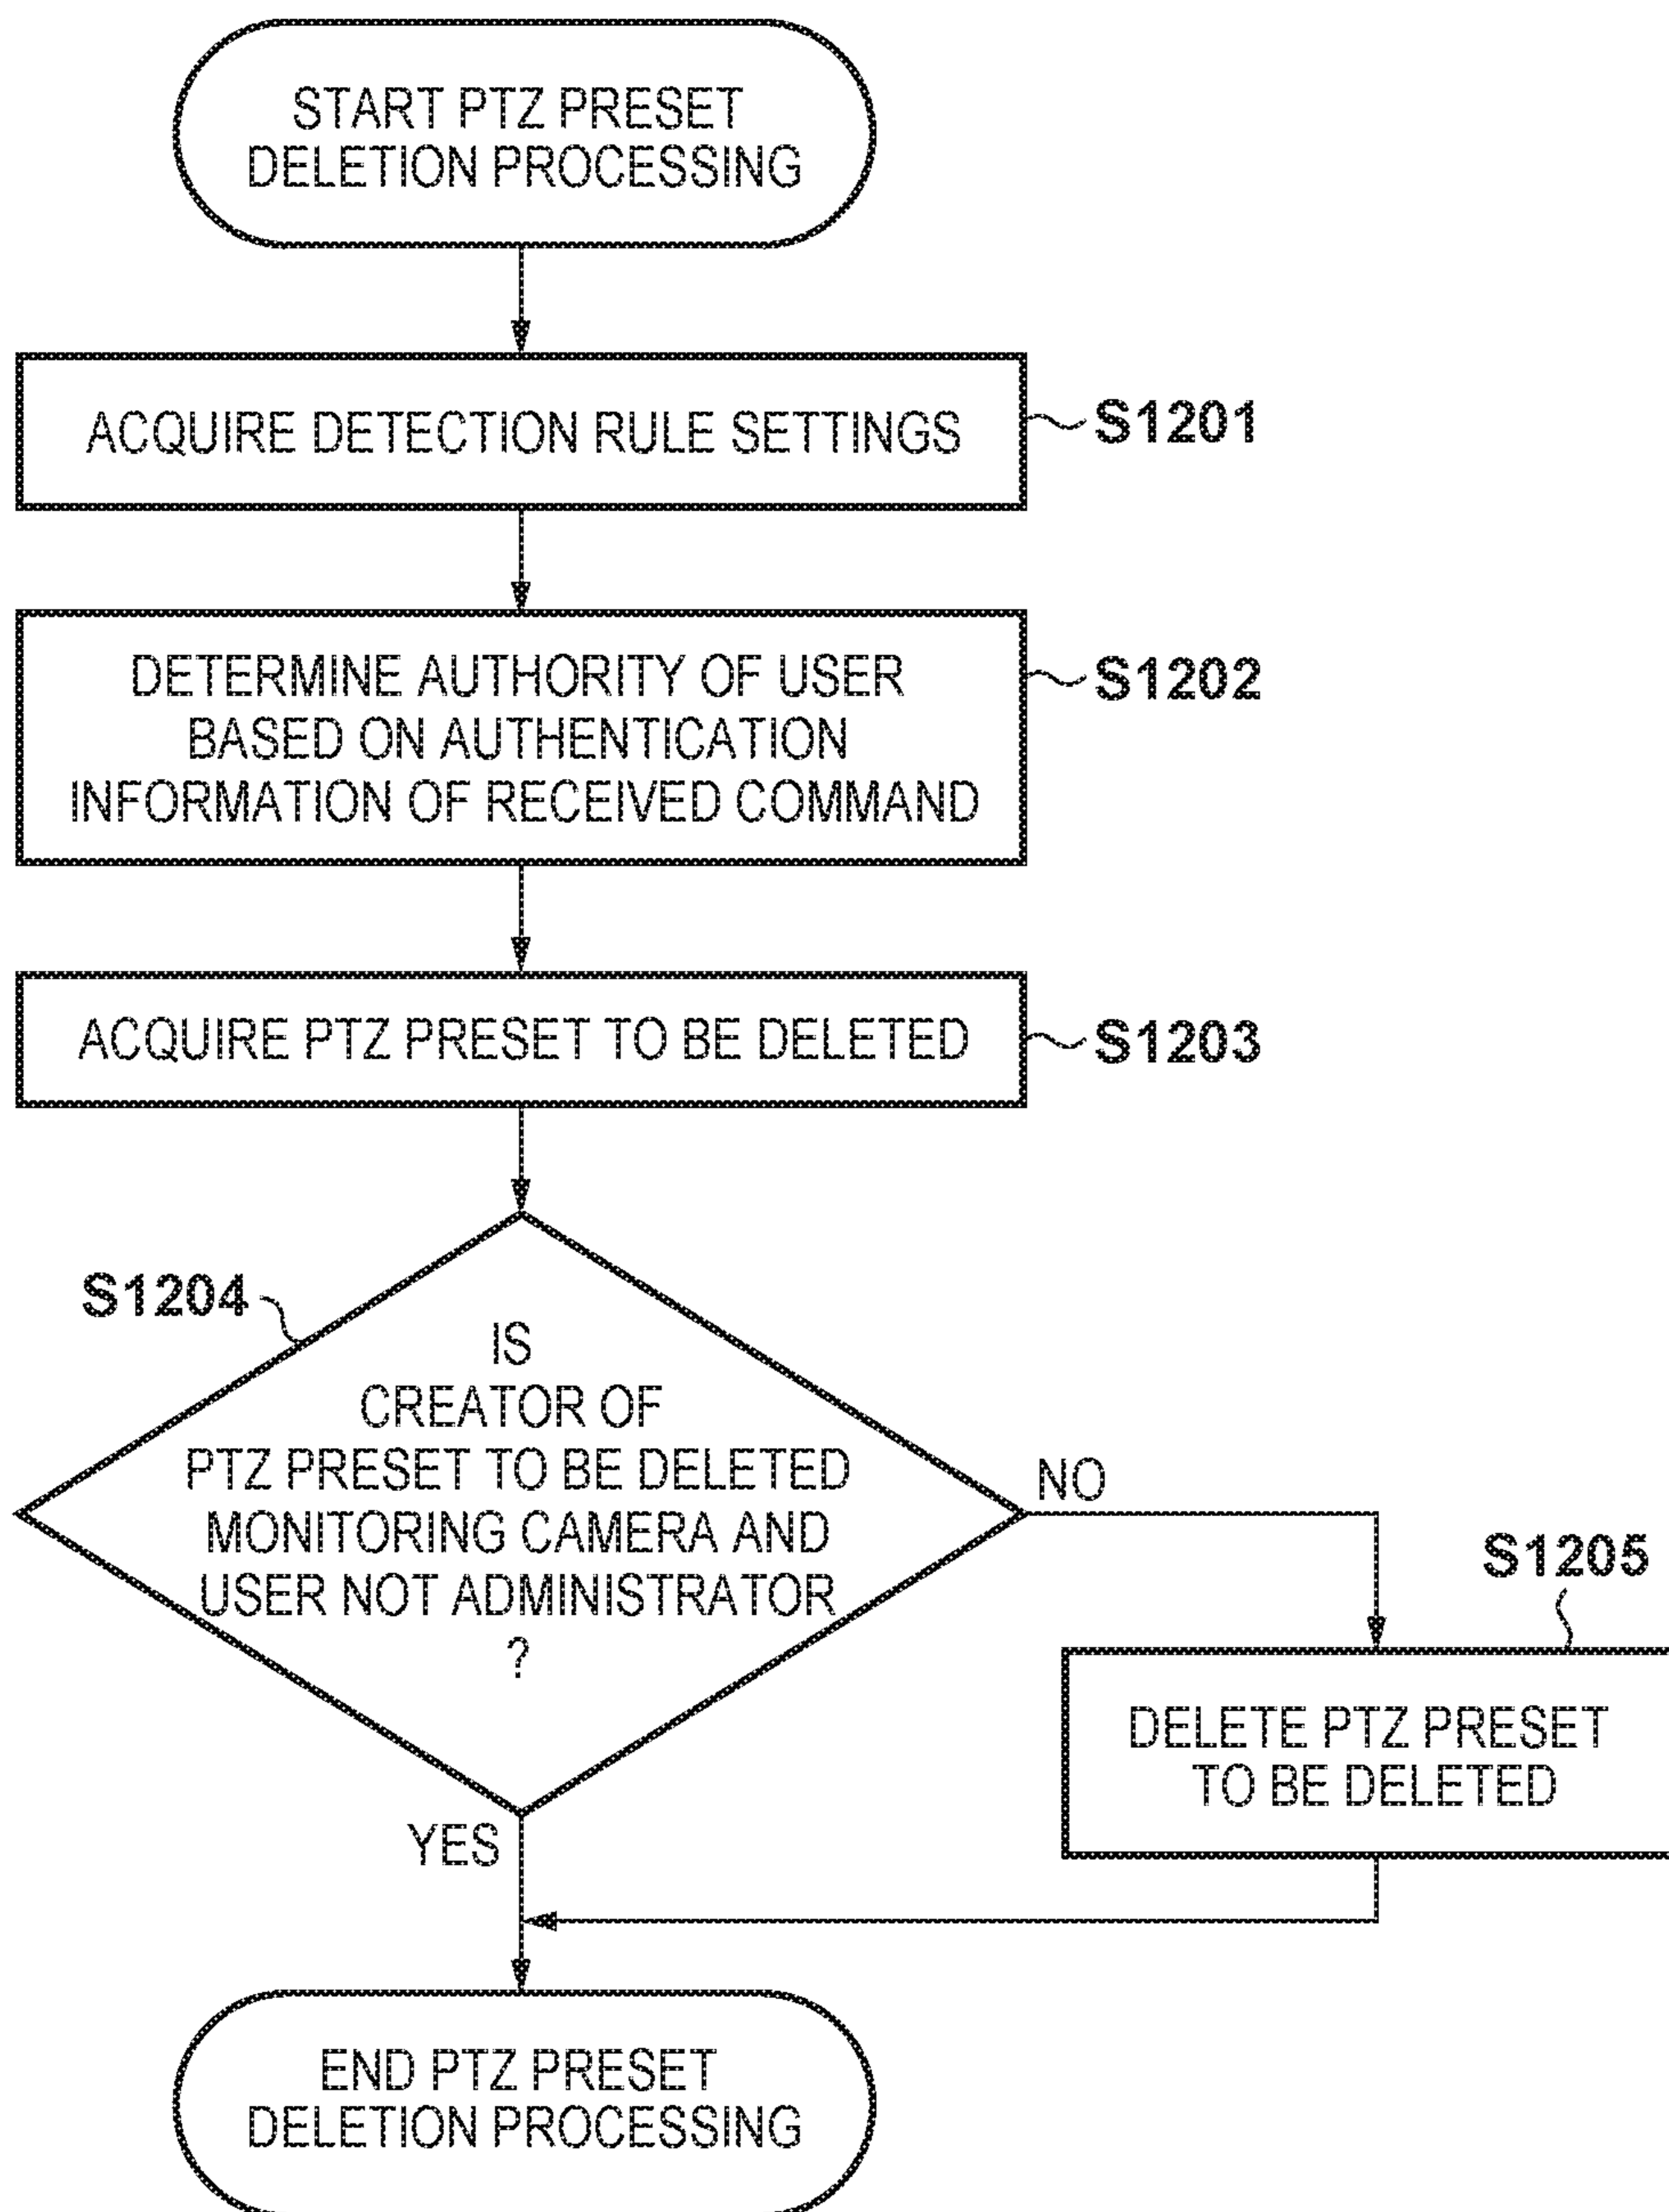 START PTZ PRESET
DELETION PROCESSING
ACQUIRE DETECTION RULE SETTINGS
S1201
DETERMINE AUTHORITY OF USER
BASED ON AUTHENTICATION
INFORMATION OF RECEIVED COMMAND
S1202
ACQUIRE PTZ PRESET TO BE DELETED
S1203
S1204
IS
CREATOR OF
PTZ PRESET TO BE DELETED
MONITORING CAMERA AND
USER NOT ADMINISTRATOR
?
NO
S1205
DELETE PTZ PRESET
TO BE DELETED
YES
END PTZ PRESET
DELETION PROCESSING